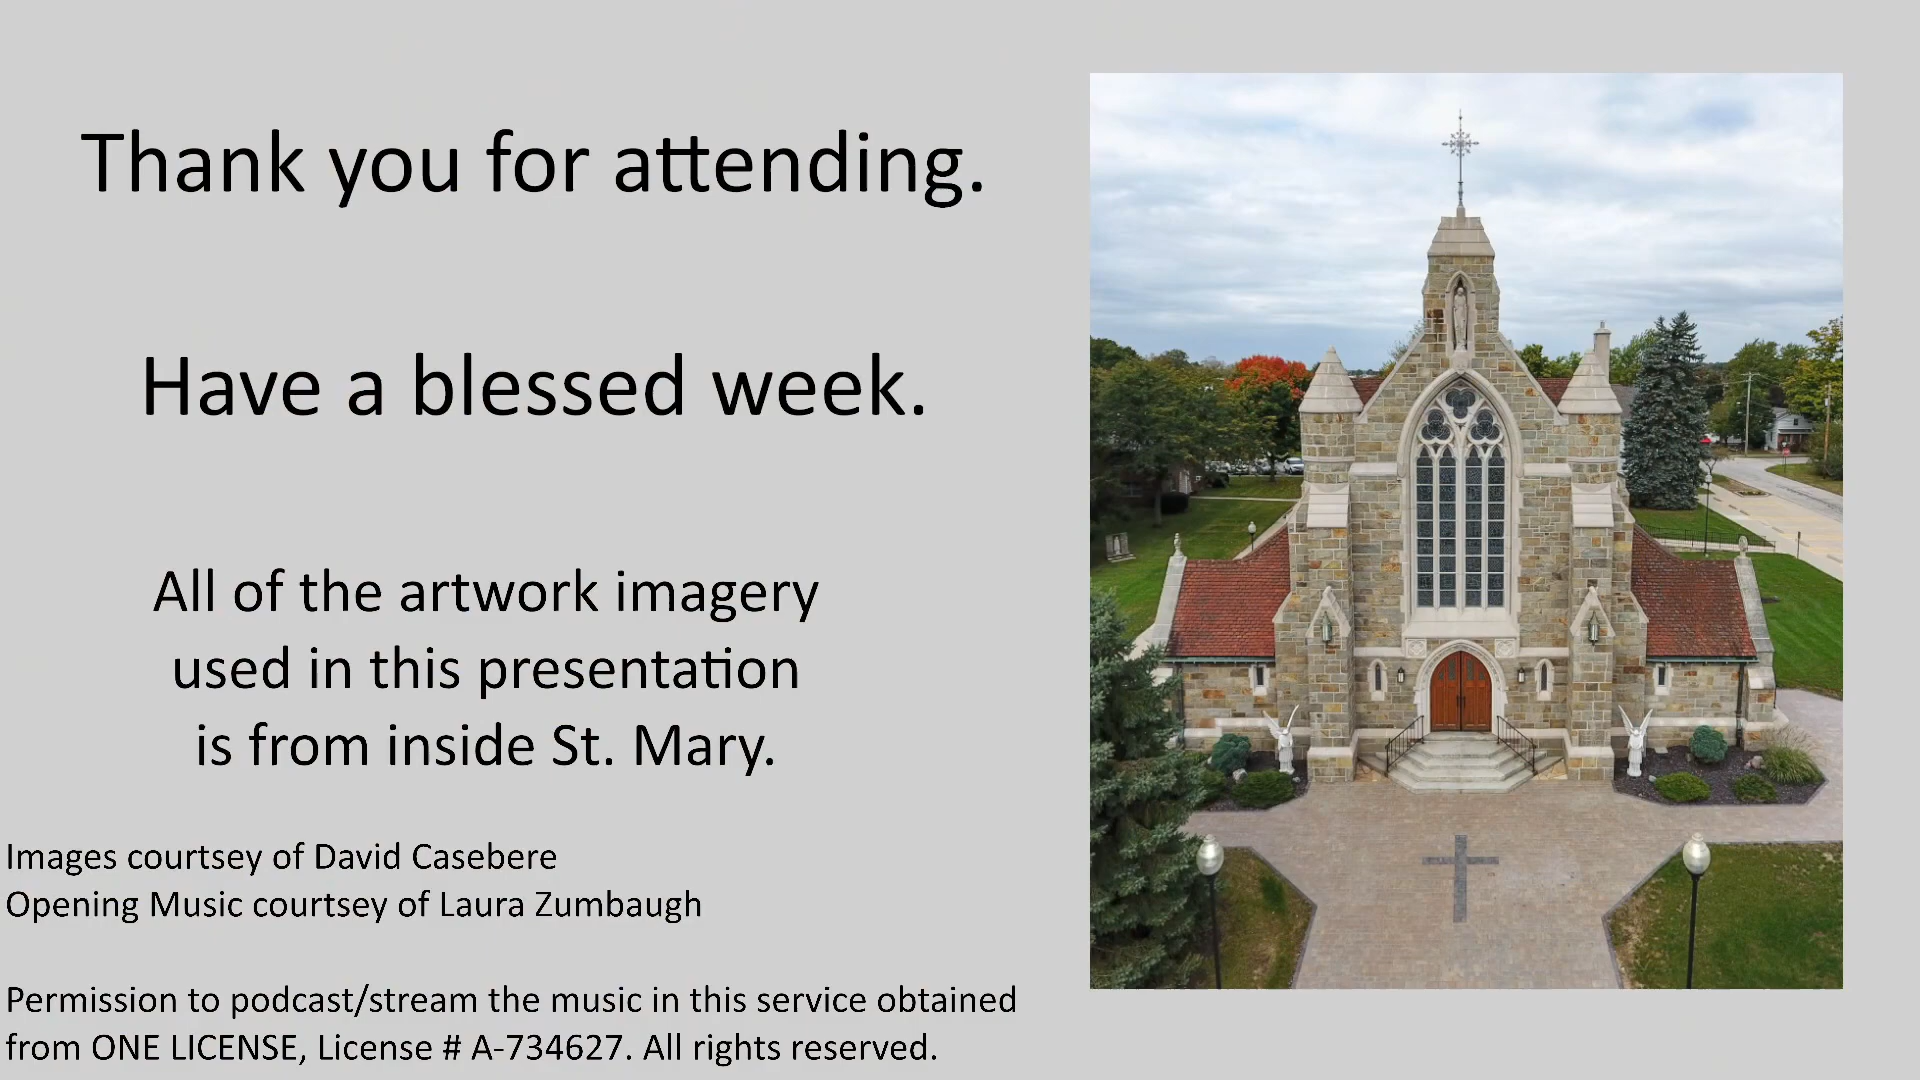 Thank you for attending.
Have a blessed week.
All of the artwork imagery
used in this presentation
is from inside St. Mary.
Images courtsey of David Casebere
Opening Music courtsey of Laura Zumbaugh
Permission to podcast/stream the music in this service obtained
from ONE LICENSE, License # A-734627. All rights reserved.